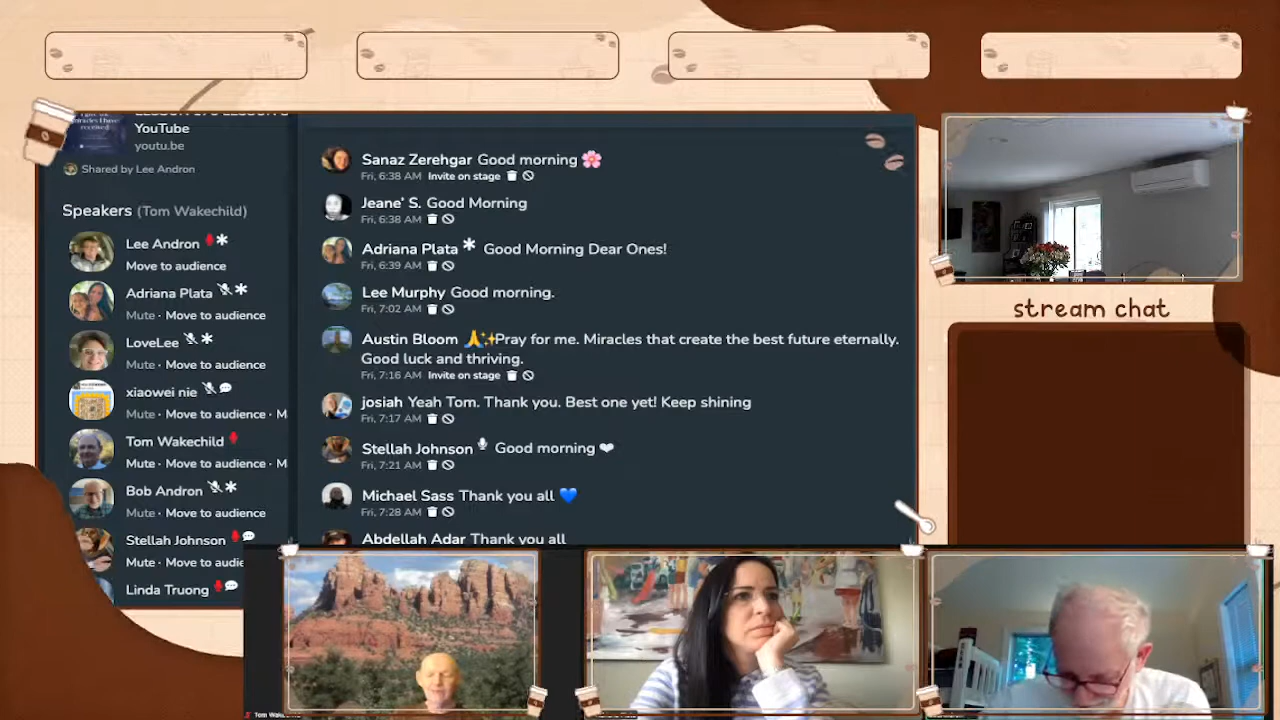 YouTube
youtu.be
Shared by Lee Andron
Speakers (Tom Wakechild)
Lee Andron
Move to audience
Adriana Plata
Mute · Move to audience
LoveLee
Mute · Move to audience
xiaowei nie
Mute · Move to audience · M
Tom Wakechild
Mute · Move to audience · M
Bob Andron
Mute · Move to audience
Stellah Johnson
Mute · Move to audie
Linda Truong
Sanaz Zerehgar Good morning 🌸
Fri, 6:38 AM Invite on stage
Jeane' S. Good Morning
Fri, 6:38 AM
Adriana Plata * Good Morning Dear Ones!
Fri, 6:39 AM
Lee Murphy Good morning.
Fri, 7:02 AM
Austin Bloom 🙏✨Pray for me. Miracles that create the best future eternally.
Good luck and thriving.
Fri, 7:16 AM Invite on stage
josiah Yeah Tom. Thank you. Best one yet! Keep shining
Fri, 7:17 AM
Stellah Johnson Good morning ❤
Fri, 7:21 AM
Michael Sass Thank you all 💙
Fri, 7:28 AM
Abdellah Adar Thank you all
stream chat